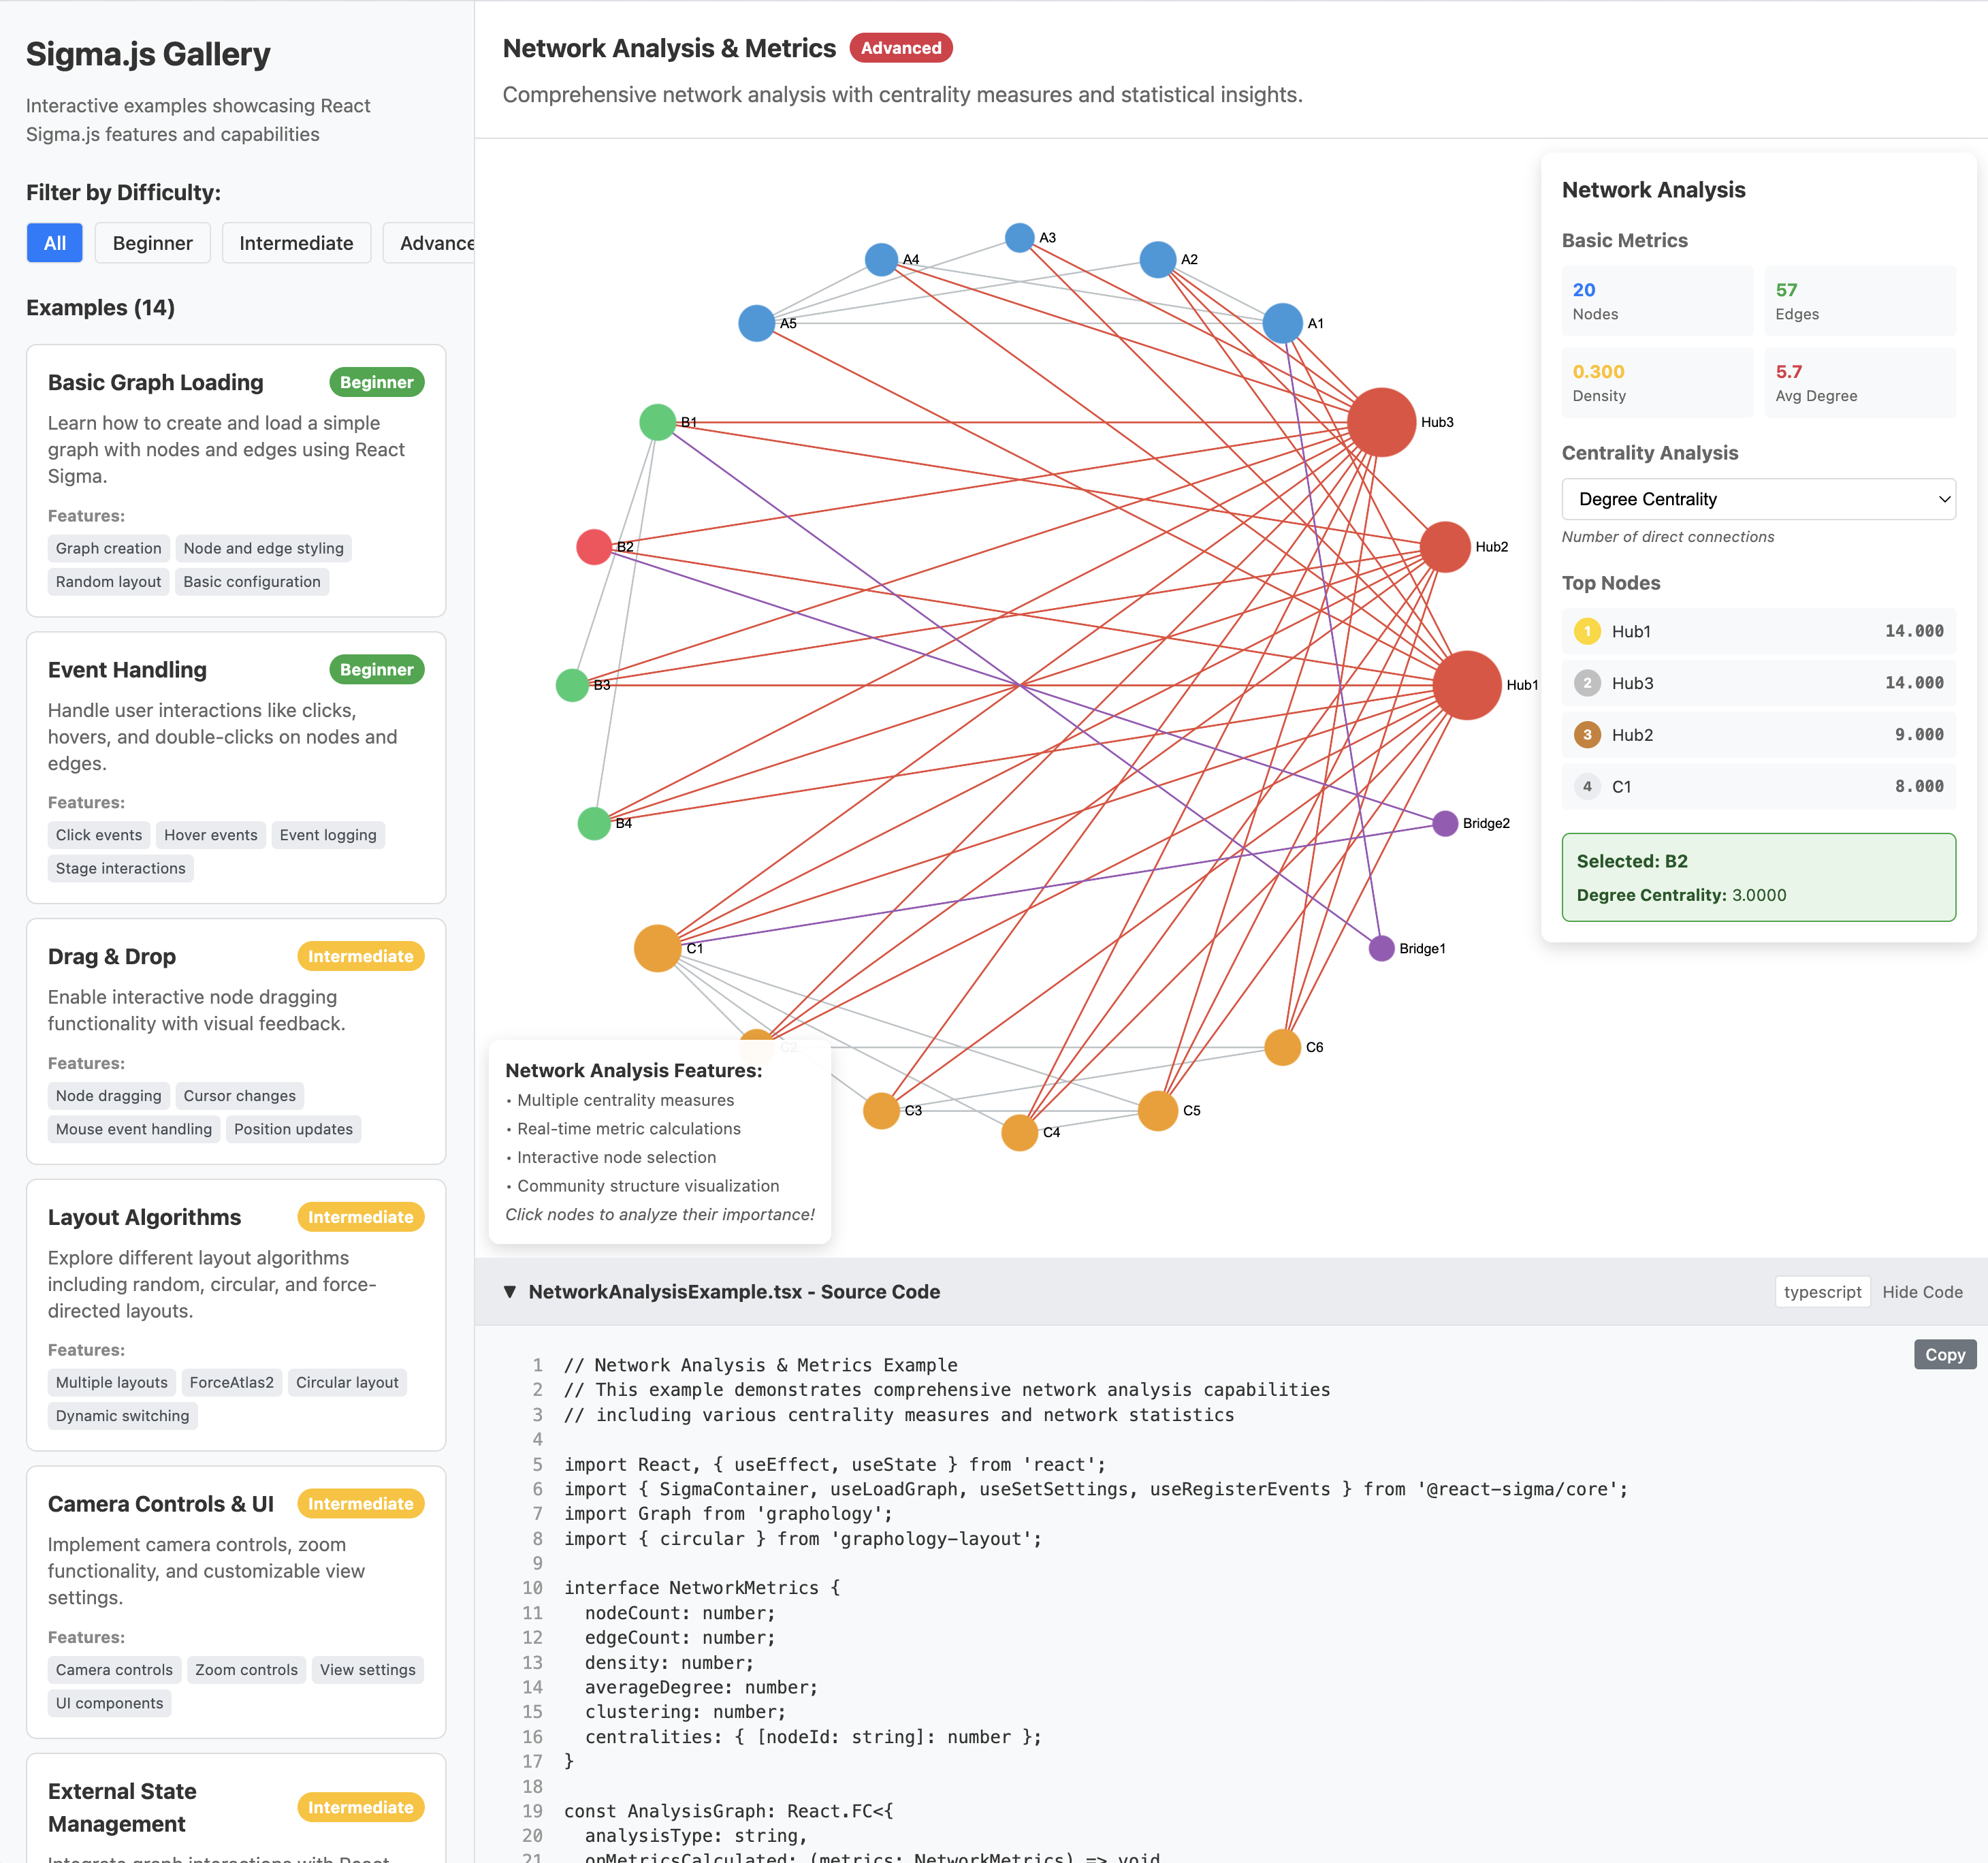 Sigma.js Gallery
Interactive examples showcasing React
Sigma.js features and capabilities
Filter by Difficulty:
All
Beginner
Intermediate
Advance
Examples (14)
Basic Graph Loading
Beginner
Learn how to create and load a simple
graph with nodes and edges using React
Sigma.
Features:
Graph creation
Node and edge styling
Random layout
Basic configuration
Event Handling
Beginner
Handle user interactions like clicks,
hovers, and double-clicks on nodes and
edges.
Features:
Click events
Hover events
Event logging
Stage interactions
Drag & Drop
Intermediate
Enable interactive node dragging
functionality with visual feedback.
Features:
Node dragging
Cursor changes
Mouse event handling
Position updates
Layout Algorithms
Intermediate
Explore different layout algorithms
including random, circular, and force-
directed layouts.
Features:
Multiple layouts
ForceAtlas2
Circular layout
Dynamic switching
Camera Controls & UI
Intermediate
Implement camera controls, zoom
functionality, and customizable view
settings.
Features:
Camera controls
Zoom controls
View settings
UI components
External State
Management
Intermediate
Integrate graph interactions with React
Network Analysis & Metrics
Advanced
Comprehensive network analysis with centrality measures and statistical insights.
A3
A4
A2
A5
A1
B1
Hub3
B2
Hub2
B3
Hub1
B4
Bridge2
C1
Bridge1
C2
C6
C3
C5
C4
Network Analysis Features:
• Multiple centrality measures
• Real-time metric calculations
• Interactive node selection
• Community structure visualization
Click nodes to analyze their importance!
Network Analysis
Basic Metrics
20
Nodes
57
Edges
0.300
Density
5.7
Avg Degree
Centrality Analysis
Degree Centrality
Number of direct connections
Top Nodes
1 Hub1 14.000
2 Hub3 14.000
3 Hub2 9.000
4 C1 8.000
Selected: B2
Degree Centrality: 3.0000
▼ NetworkAnalysisExample.tsx - Source Code
typescript
Hide Code
Copy
1 // Network Analysis & Metrics Example
2 // This example demonstrates comprehensive network analysis capabilities
3 // including various centrality measures and network statistics
4
5 import React, { useEffect, useState } from 'react';
6 import { SigmaContainer, useLoadGraph, useSetSettings, useRegisterEvents } from '@react-sigma/core';
7 import Graph from 'graphology';
8 import { circular } from 'graphology-layout';
9
10 interface NetworkMetrics {
11   nodeCount: number;
12   edgeCount: number;
13   density: number;
14   averageDegree: number;
15   clustering: number;
16   centralities: { [nodeId: string]: number };
17 }
18
19 const AnalysisGraph: React.FC<{
20   analysisType: string,
21   onMetricsCalculated: (metrics: NetworkMetrics) => void